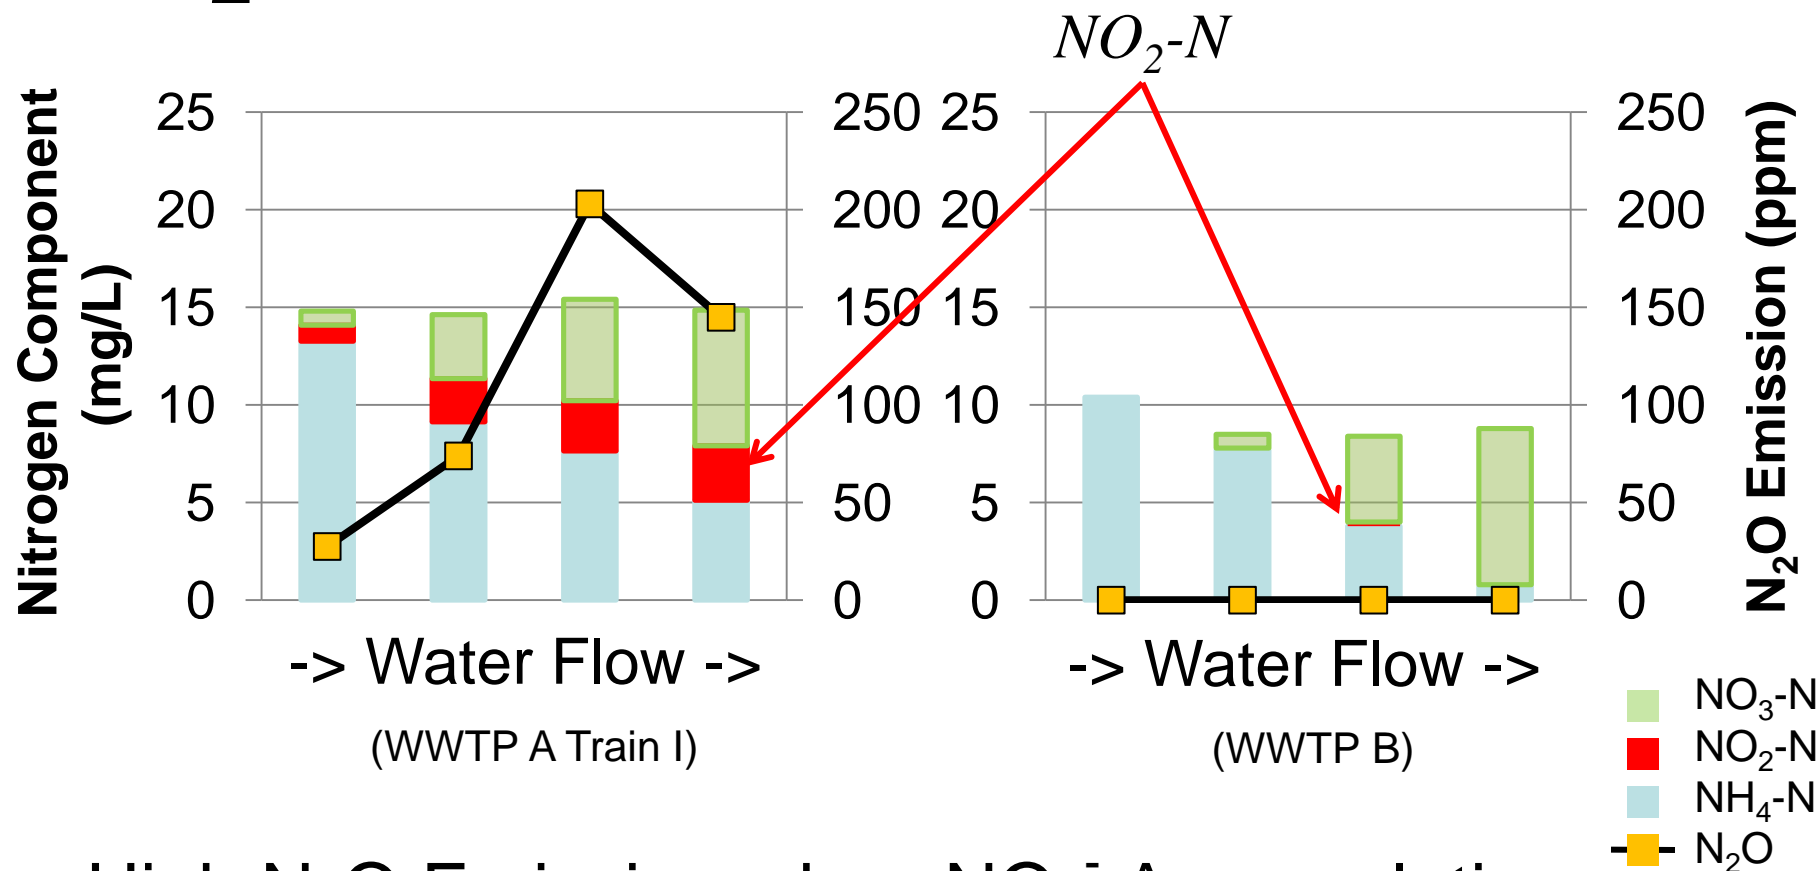 NO₂-N
Nitrogen Component
(mg/L)
25
20
15
10
5
0
250
200
150
100
50
0
-> Water Flow ->
(WWTP A Train I)
25
20
15
10
5
0
250
200
150
100
50
0
N₂O Emission (ppm)
-> Water Flow ->
(WWTP B)
NO₃-N
NO₂-N
NH₄-N
N₂O